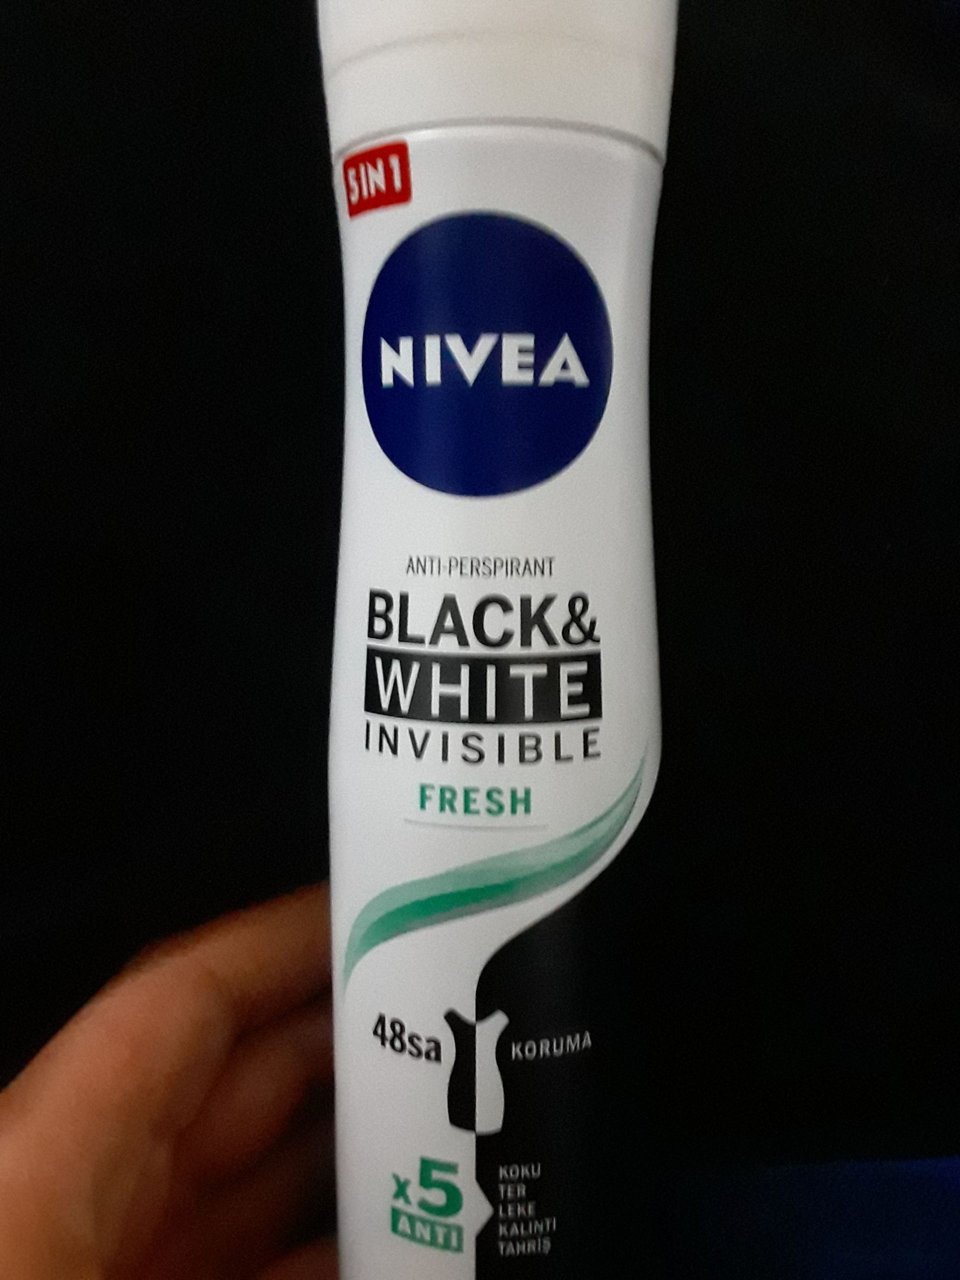 5IN1
NIVEA
ANTI-PERSPIRANT
BLACK&
WHITE
INVISIBLE
FRESH
48sa KORUMA
x5
ANTI
KOKU
TER
LEKE
KALINTI
TAHRİŞ